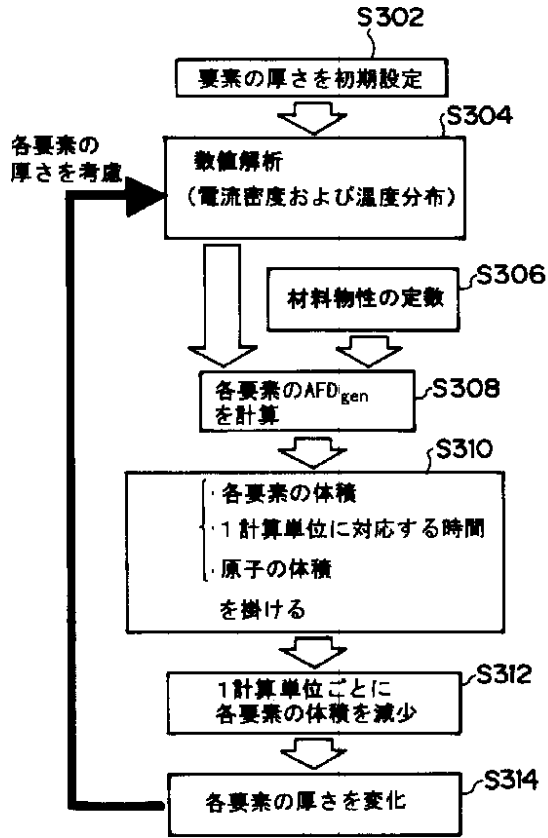 S302
要素の厚さを初期設定
S304
各要素の
厚さを考慮
数値解析
(電流密度および温度分布)
S306
材料物性の定数
各要素のAFDgen
を計算
S308
S310
・各要素の体積
・1計算単位に対応する時間
・原子の体積
を掛ける
S312
1計算単位ごとに
各要素の体積を減少
S314
各要素の厚さを変化